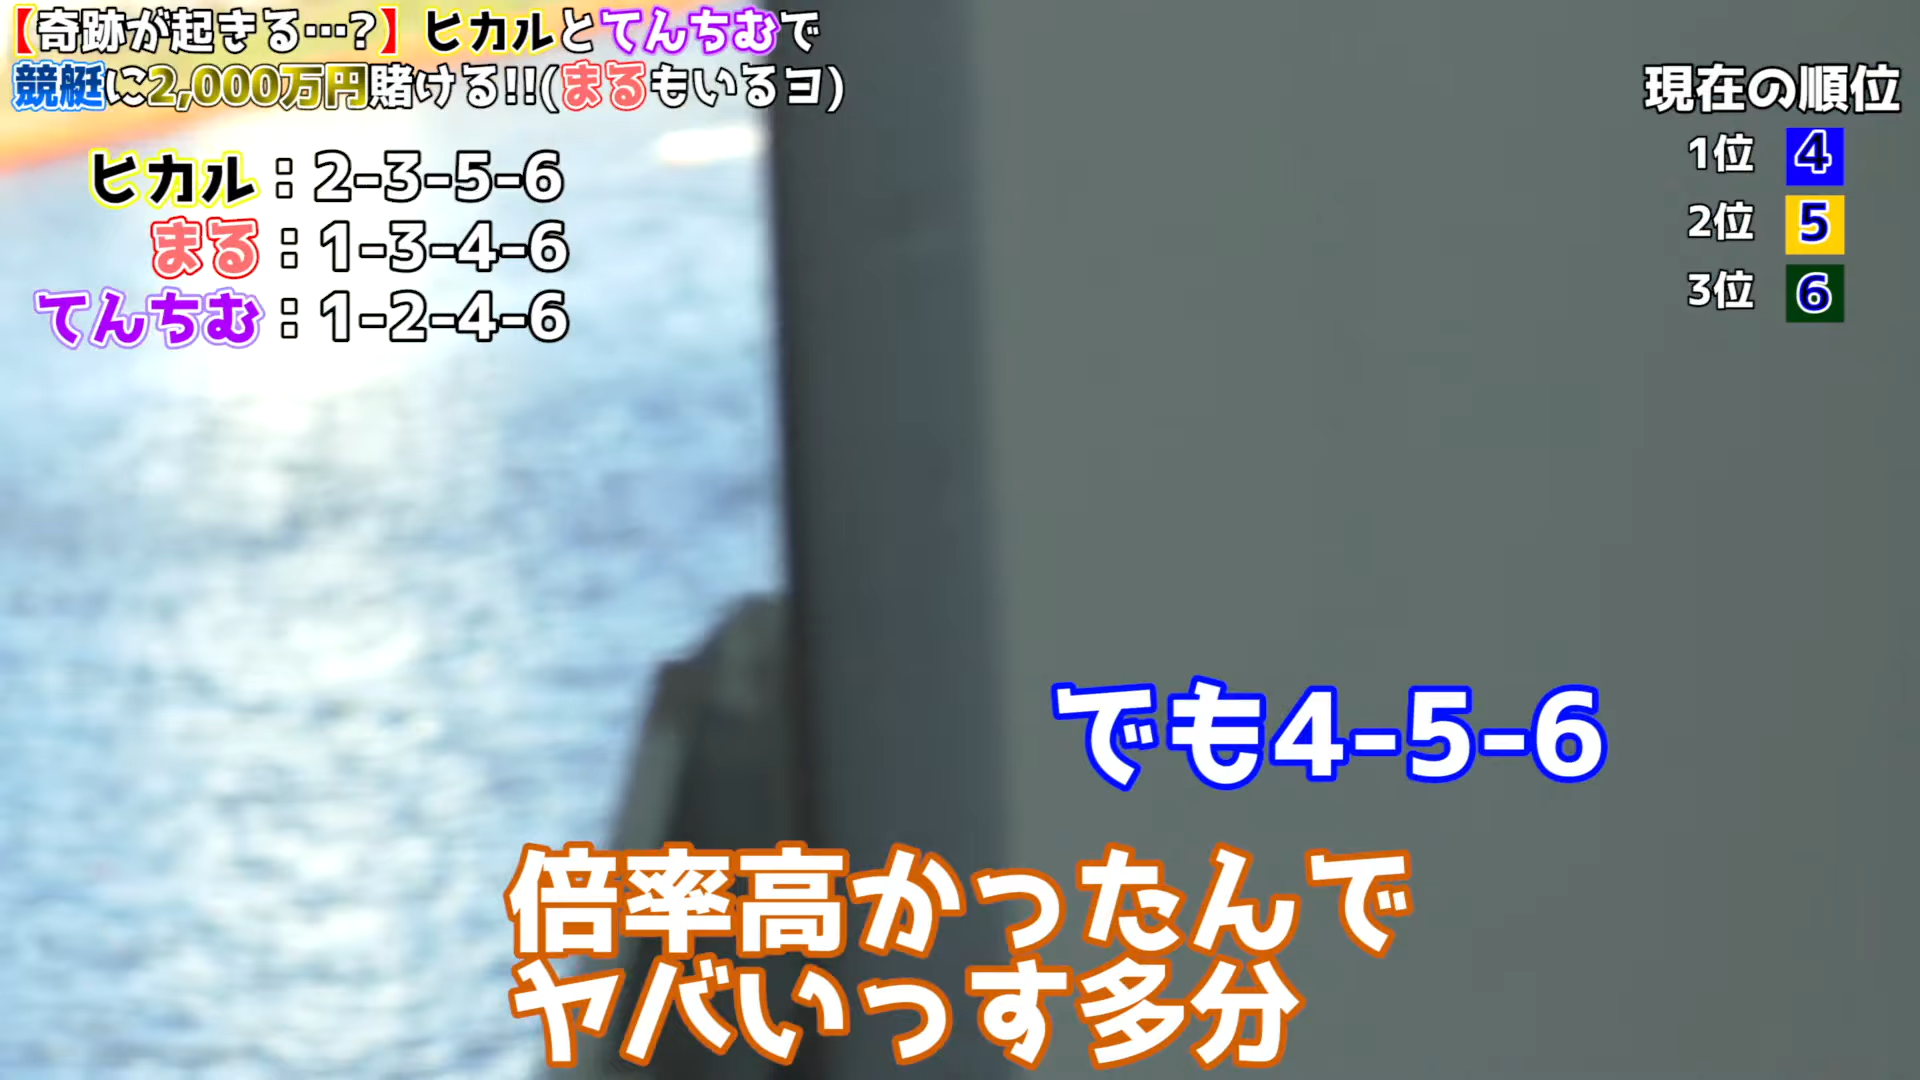 【奇跡が起きる…?】ヒカルとてんちむで
競艇に2,000万円賭ける!!(まるもいるヨ)
ヒカル：2-3-5-6
まる：1-3-4-6
てんちむ：1-2-4-6
現在の順位
1位 4
2位 5
3位 6
でも4-5-6
倍率高かったんで
ヤバいっす多分